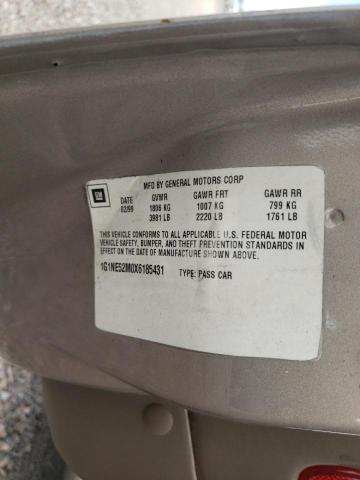 GM
MFD BY GENERAL MOTORS CORP
DATE GVWR GAWR FRT GAWR RR
02/99 1806 KG 1007 KG 799 KG
3981 LB 2220 LB 1761 LB
THIS VEHICLE CONFORMS TO ALL APPLICABLE U.S. FEDERAL MOTOR
VEHICLE SAFETY, BUMPER, AND THEFT PREVENTION STANDARDS IN
EFFECT ON THE DATE OF MANUFACTURE SHOWN ABOVE.
1G1NE52M0X6185431 TYPE: PASS CAR